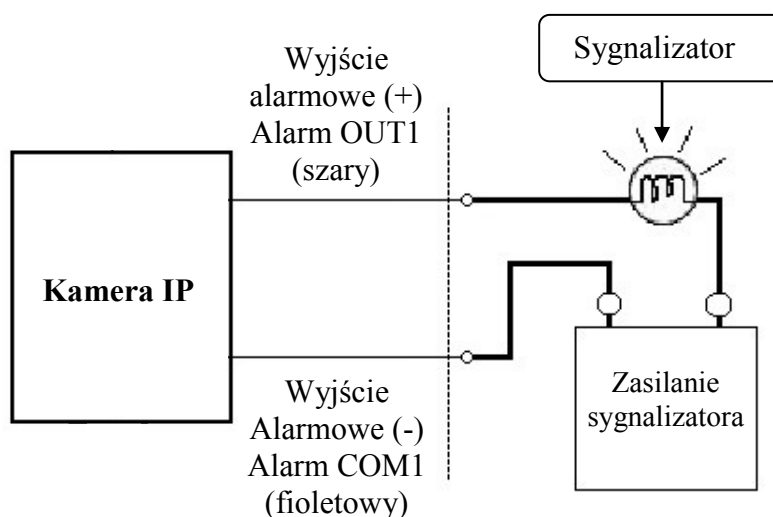 Sygnalizator
Wyjście
alarmowe (+)
Alarm OUT1
(szary)
Kamera IP
Wyjście
Alarmowe (-)
Alarm COM1
(fioletowy)
Zasilanie
sygnalizatora